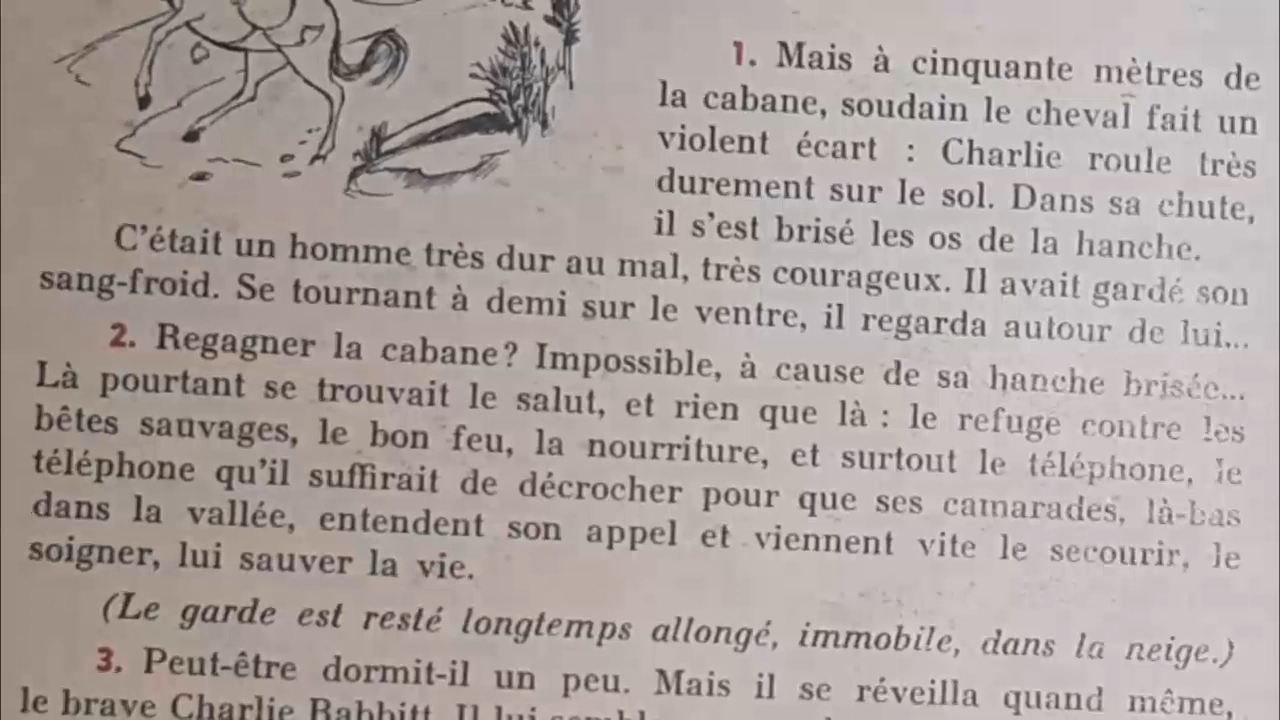 1. Mais à cinquante mètres de
la cabane, soudain le cheval fait un
violent écart : Charlie roule très
durement sur le sol. Dans sa chute,
il s'est brisé les os de la hanche.
C'était un homme très dur au mal, très courageux. Il avait gardé son
sang-froid. Se tournant à demi sur le ventre, il regarda autour de lui...
2. Regagner la cabane? Impossible, à cause de sa hanche brisée...
Là pourtant se trouvait le salut, et rien que là : le refuge contre les
bêtes sauvages, le bon feu, la nourriture, et surtout le téléphone, le
téléphone qu'il suffirait de décrocher pour que ses camarades, là-bas
dans la vallée, entendent son appel et viennent vite le secourir, le
soigner, lui sauver la vie.
(Le garde est resté longtemps allongé, immobile, dans la neige.)
3. Peut-être dormit-il un peu. Mais il se réveilla quand même,
le brave Charlie Rabbitt. Il lui